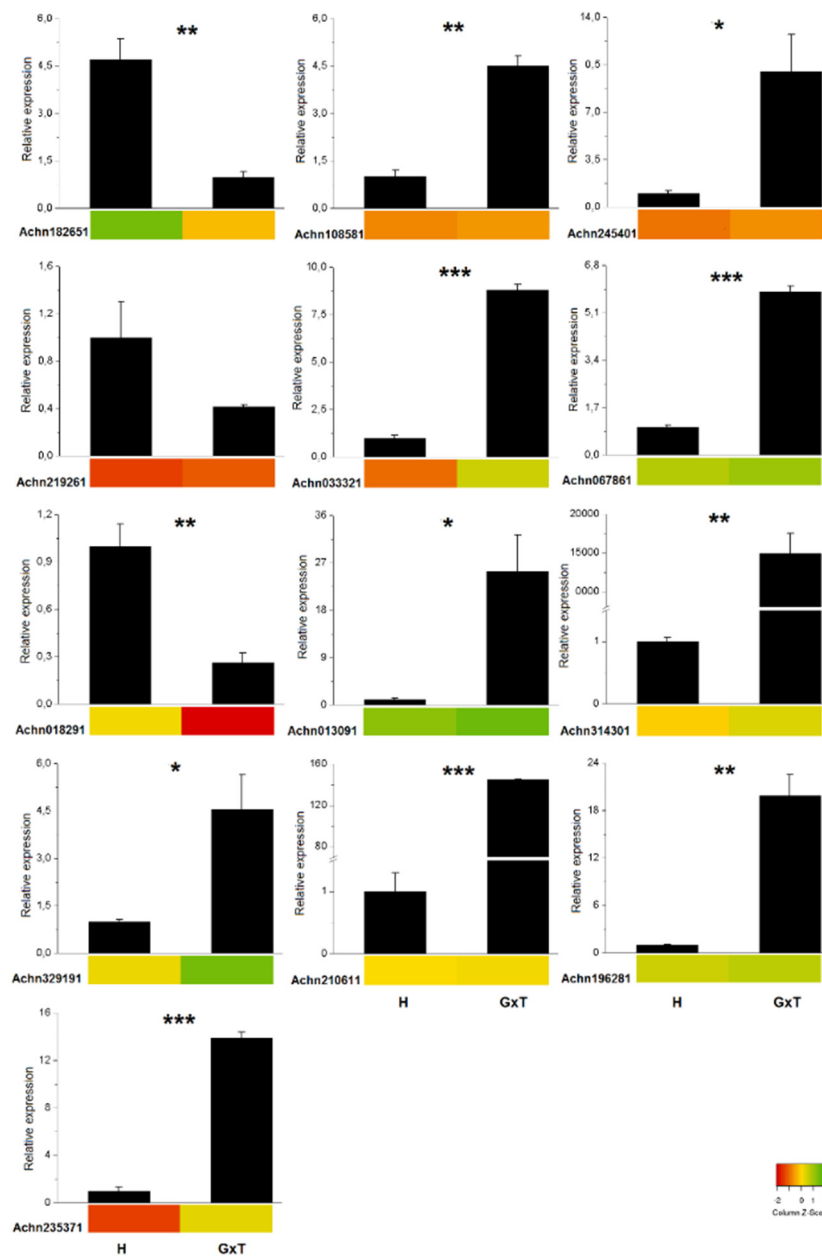 6,0
4,5
3,0
1,5
0,0
Relative expression
**
Achn182651
6,0
4,5
3,0
1,5
0,0
Relative expression
**
Achn108581
14,0
0,5
7,0
3,5
0,0
Relative expression
*
Achn245401
1,6
1,2
0,8
0,4
0,0
Relative expression
Achn219261
10,0
7,5
5,0
2,5
0,0
Relative expression
***
Achn033321
6,8
5,1
3,4
1,7
0,0
Relative expression
***
Achn067861
1,2
0,9
0,6
0,3
0,0
Relative expression
**
Achn018291
36
27
18
9
0
Relative expression
*
Achn013091
20000
15000
0000
1
0
Relative expression
**
Achn314301
6,0
4,5
3,0
1,5
0,0
Relative expression
*
Achn329191
160
120
80
1
0
Relative expression
***
Achn210611
H GxT
24
18
12
6
0
Relative expression
**
Achn196281
H GxT
16
12
8
4
0
Relative expression
***
Achn235371
H GxT
-2 0 1
Column Z-Sco